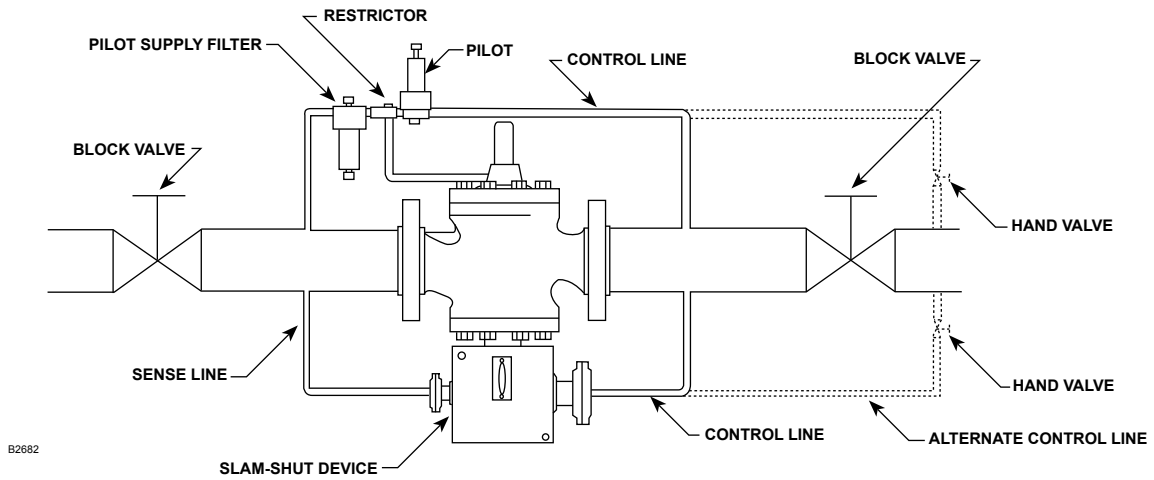 RESTRICTOR
PILOT SUPPLY FILTER
PILOT
CONTROL LINE
BLOCK VALVE
BLOCK VALVE
HAND VALVE
SENSE LINE
HAND VALVE
CONTROL LINE
ALTERNATE CONTROL LINE
B2682
SLAM-SHUT DEVICE